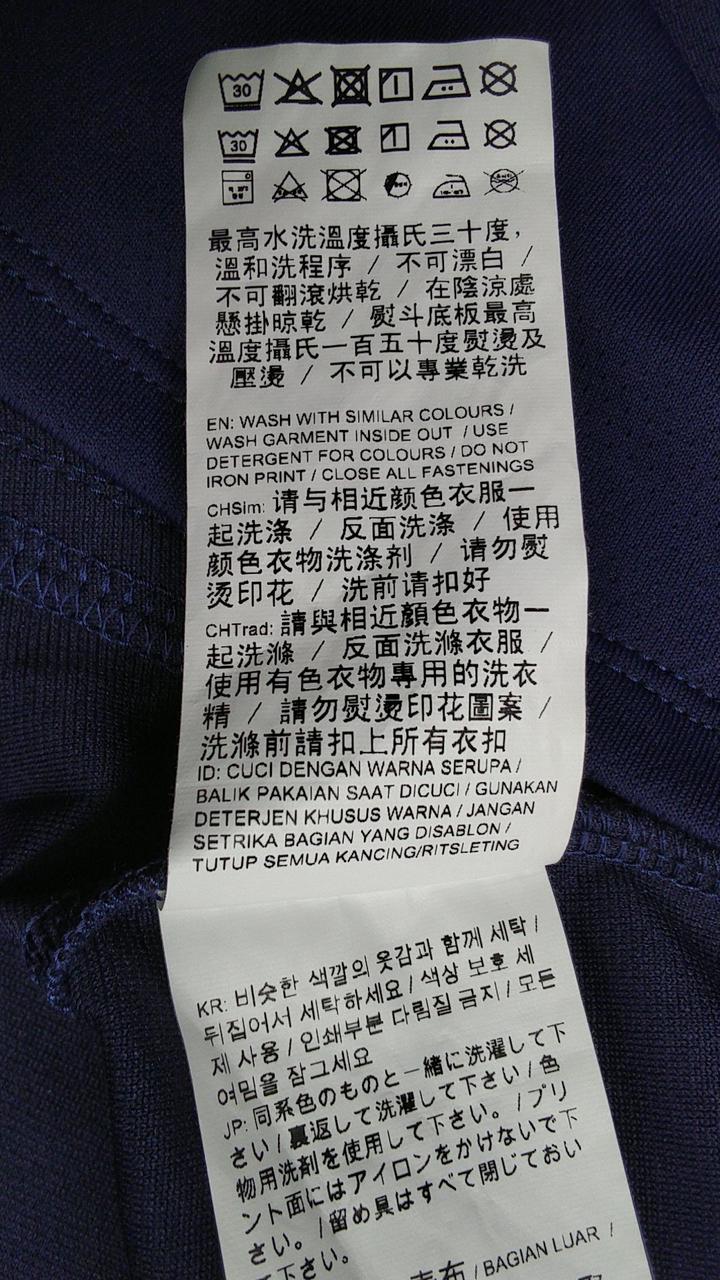 30
30
最高水洗溫度攝氏三十度，
溫和洗程序 / 不可漂白 /
不可翻滾烘乾 / 在陰涼處
懸掛晾乾 / 熨斗底板最高
溫度攝氏一百五十度熨燙及
壓燙 / 不可以專業乾洗
EN: WASH WITH SIMILAR COLOURS /
WASH GARMENT INSIDE OUT / USE
DETERGENT FOR COLOURS / DO NOT
IRON PRINT / CLOSE ALL FASTENINGS
CHSim: 请与相近颜色衣服一
起洗涤 / 反面洗涤 / 使用
颜色衣物洗涤剂 / 请勿熨
烫印花 / 洗前请扣好
CHTrad: 請與相近顏色衣物一
起洗滌 / 反面洗滌衣服 /
使用有色衣物專用的洗衣
精 / 請勿熨燙印花圖案 /
洗滌前請扣上所有衣扣
ID: CUCI DENGAN WARNA SERUPA /
BALIK PAKAIAN SAAT DICUCI / GUNAKAN
DETERJEN KHUSUS WARNA / JANGAN
SETRIKA BAGIAN YANG DISABLON /
TUTUP SEMUA KANCING/RITSLETING
KR: 비슷한 색깔의 옷감과 함께 세탁 /
뒤집어서 세탁하세요 / 색상 보호 세
제 사용 / 인쇄부분 다림질 금지 / 모든
여밈을 잠그세요
JP: 同系色のものと一緒に洗濯して下
さい / 裏返して洗濯して下さい / 色
物用洗剤を使用して下さい。 / プリ
ント面にはアイロンをかけないで下
さい。 / 留め具はすべて閉じておい
て下さい。
表布 / BAGIAN LUAR /